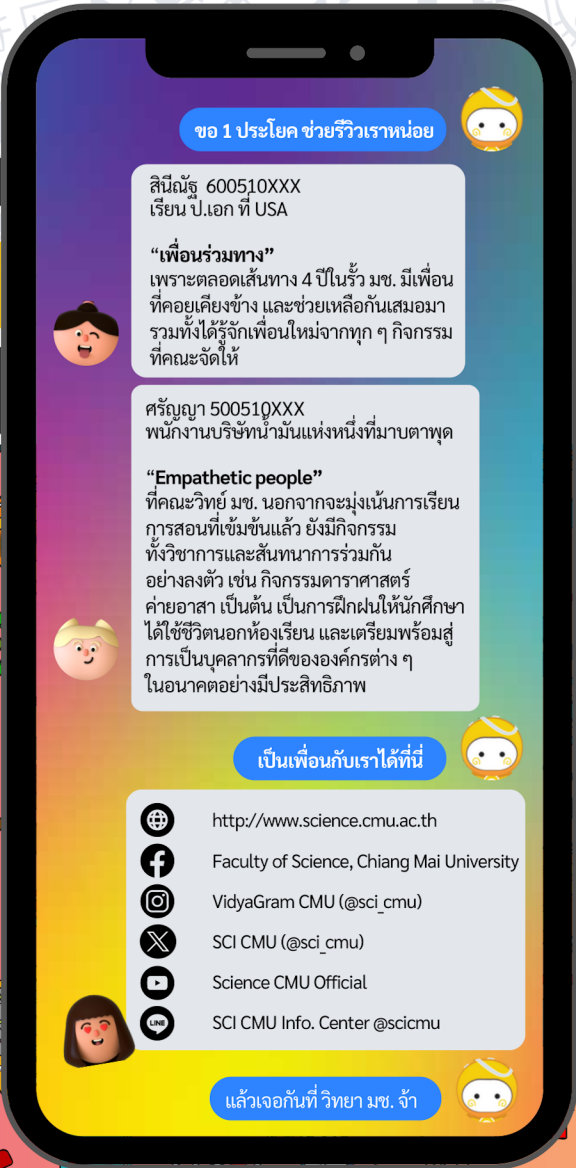 ขอ 1 ประโยค ช่วยรีวิวเราหน่อย
สินีณัฐ 600510XXX
เรียน ป.เอก ที่ USA
“เพื่อนร่วมทาง”
เพราะตลอดเส้นทาง 4 ปีในรั้ว มช. มีเพื่อน
ที่คอยเคียงข้าง และช่วยเหลือกันเสมอมา
รวมทั้งได้รู้จักเพื่อนใหม่จากทุก ๆ กิจกรรม
ที่คณะจัดให้
ศรัญญา 500510XXX
พนักงานบริษัทน้ำมันแห่งหนึ่งที่มาบตาพุด
“Empathetic people”
ที่คณะวิทย์ มช. นอกจากจะมุ่งเน้นการเรียน
การสอนที่เข้มข้นแล้ว ยังมีกิจกรรม
ทั้งวิชาการและสันทนาการร่วมกัน
อย่างลงตัว เช่น กิจกรรมดาราศาสตร์
ค่ายอาสา เป็นต้น เป็นการฝึกฝนให้นักศึกษา
ได้ใช้ชีวิตนอกห้องเรียน และเตรียมพร้อมสู่
การเป็นบุคลากรที่ดีขององค์กรต่าง ๆ
ในอนาคตอย่างมีประสิทธิภาพ
เป็นเพื่อนกับเราได้ที่นี่
http://www.science.cmu.ac.th
Faculty of Science, Chiang Mai University
VidyaGram CMU (@sci_cmu)
SCI CMU (@sci_cmu)
Science CMU Official
LINE SCI CMU Info. Center @scicmu
แล้วเจอกันที่ วิทยา มช. จ้า